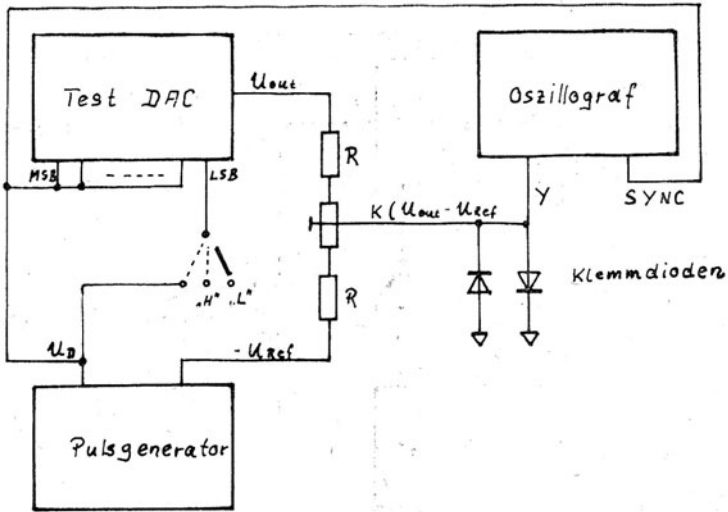 Test DAC
Uout
Oszillograf
MSB
-----
LSB
R
Y
SYNC
K(Uout-URef
Klemmdioden
"H"
"L"
R
UD
-URef
Pulsgenerator